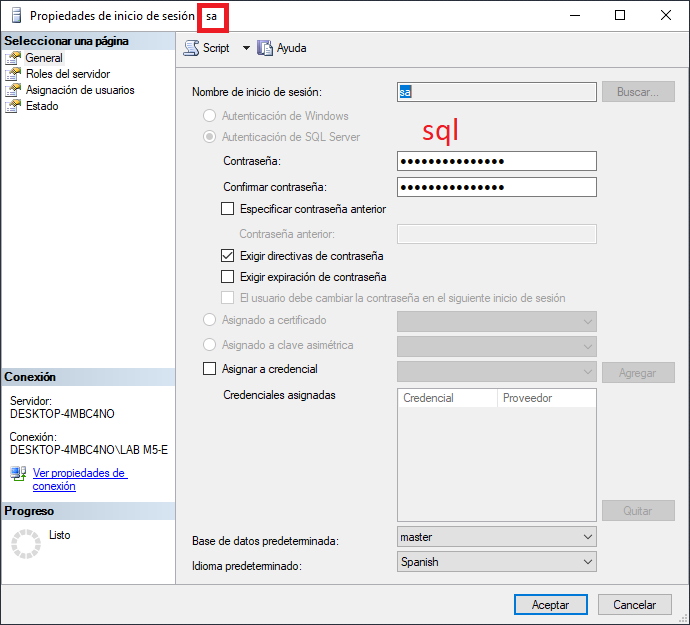 Propiedades de inicio de sesión sa
Seleccionar una página
General
Roles del servidor
Asignación de usuarios
Estado
Script Ayuda
Nombre de inicio de sesión: sa Buscar...
Autenticación de Windows
Autenticación de SQL Server
sql
Contraseña: ●●●●●●●●●●●●●●●
Confirmar contraseña: ●●●●●●●●●●●●●●●
Especificar contraseña anterior
Contraseña anterior:
Exigir directivas de contraseña
Exigir expiración de contraseña
El usuario debe cambiar la contraseña en el siguiente inicio de sesión
Asignado a certificado
Asignado a clave asimétrica
Asignar a credencial Agregar
Credenciales asignadas Credencial Proveedor
Quitar
Base de datos predeterminada: master
Idioma predeterminado: Spanish
Conexión
Servidor:
DESKTOP-4MBC4NO
Conexión:
DESKTOP-4MBC4NO\LAB M5-E
Ver propiedades de
conexión
Progreso
Listo
Aceptar Cancelar